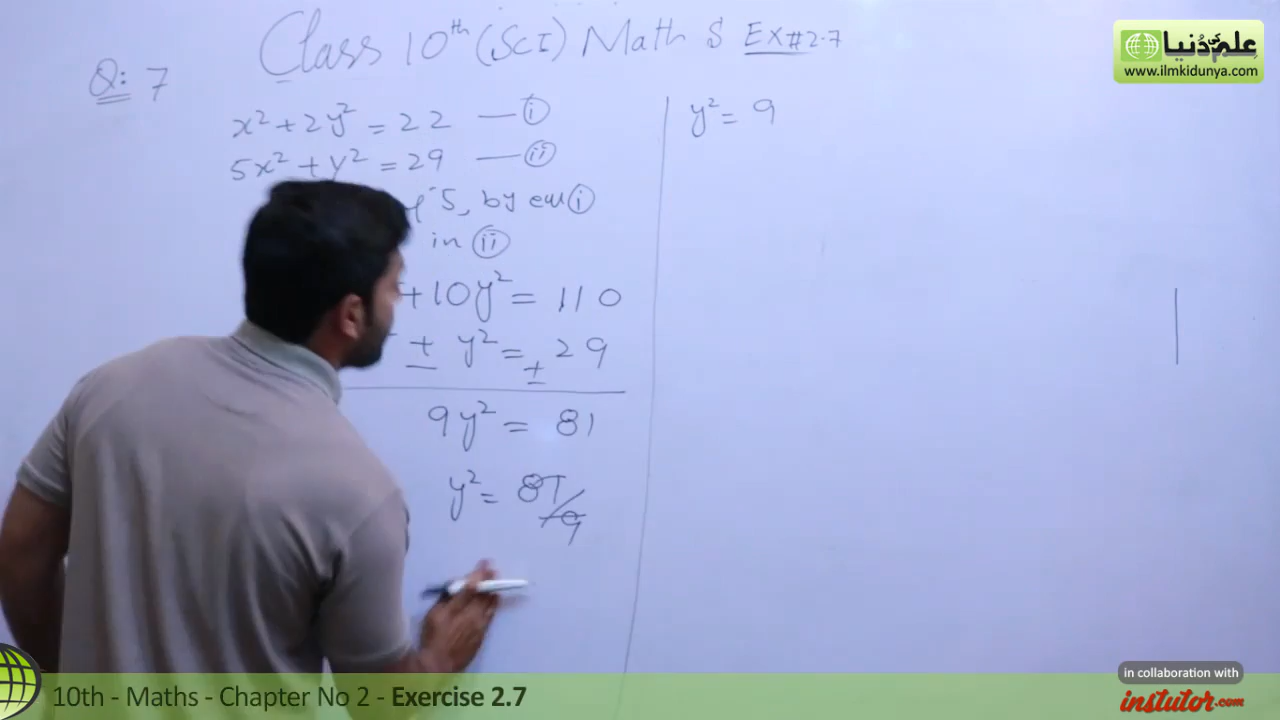 Class 10th (SCI) Maths EX#2.7
Q: 7
x² + 2y² = 22 — (i)
5x² + y² = 29 — (ii)
5, by eq (i)
in (ii)
+ 10y² = 110
± y² = ± 29
9y² = 81
y² = 81/9
y² = 9
علم کی دنیا
www.ilmkidunya.com
in collaboration with
instutor.com
10th - Maths - Chapter No 2 - Exercise 2.7